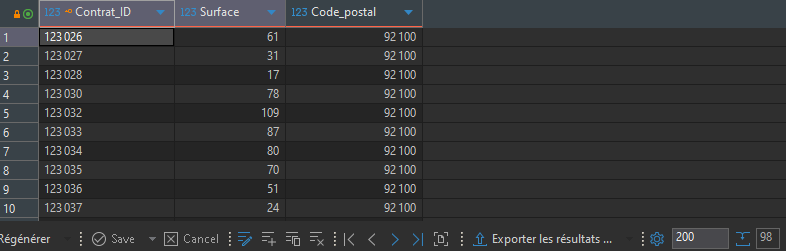 123 Contrat_ID 123 Surface 123 Code_postal
1 123 026 61 92 100
2 123 027 31 92 100
3 123 028 17 92 100
4 123 030 78 92 100
5 123 032 109 92 100
6 123 033 87 92 100
7 123 034 80 92 100
8 123 035 70 92 100
9 123 036 51 92 100
10 123 037 24 92 100
Régénérer Save Cancel Exporter les résultats ... 200 98